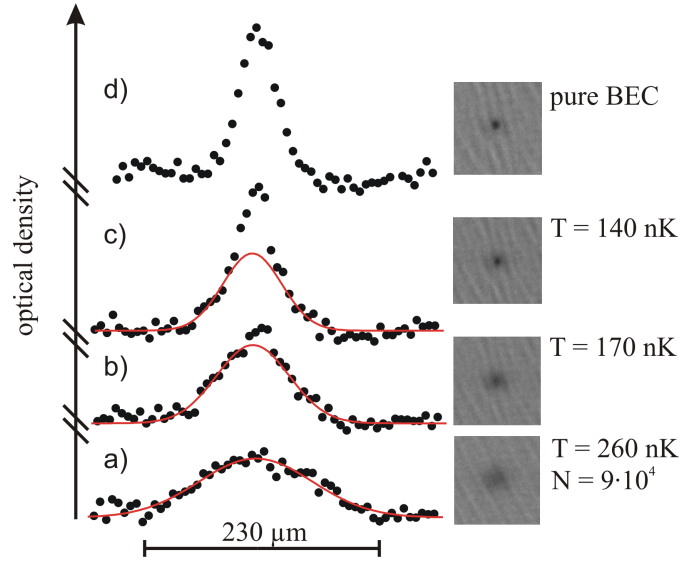 d)
pure BEC
c)
T = 140 nK
optical density
b)
T = 170 nK
a)
T = 260 nK
N = 9·10⁴
230 µm